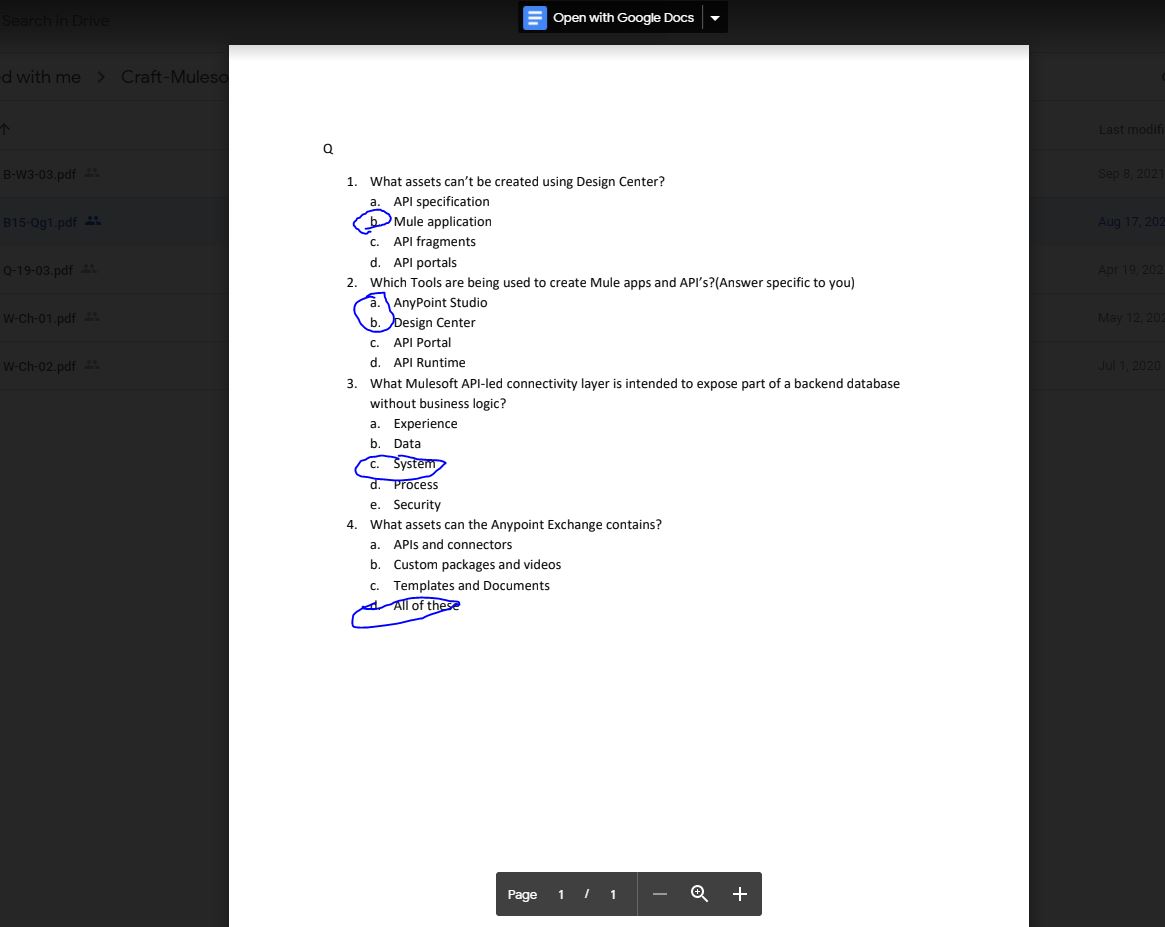 Search in Drive
Open with Google Docs
d with me > Craft-Muleso
Last modifi
B-W3-03.pdf
Sep 8, 2021
B15-Qg1.pdf
Aug 17, 202
Q-19-03.pdf
Apr 19, 202
W-Ch-01.pdf
May 12, 202
W-Ch-02.pdf
Jul 1, 2020
Q
1. What assets can’t be created using Design Center?
a. API specification
b. Mule application
c. API fragments
d. API portals
2. Which Tools are being used to create Mule apps and API’s?(Answer specific to you)
a. AnyPoint Studio
b. Design Center
c. API Portal
d. API Runtime
3. What Mulesoft API-led connectivity layer is intended to expose part of a backend database
without business logic?
a. Experience
b. Data
c. System
d. Process
e. Security
4. What assets can the Anypoint Exchange contains?
a. APIs and connectors
b. Custom packages and videos
c. Templates and Documents
d. All of these
Page 1 / 1